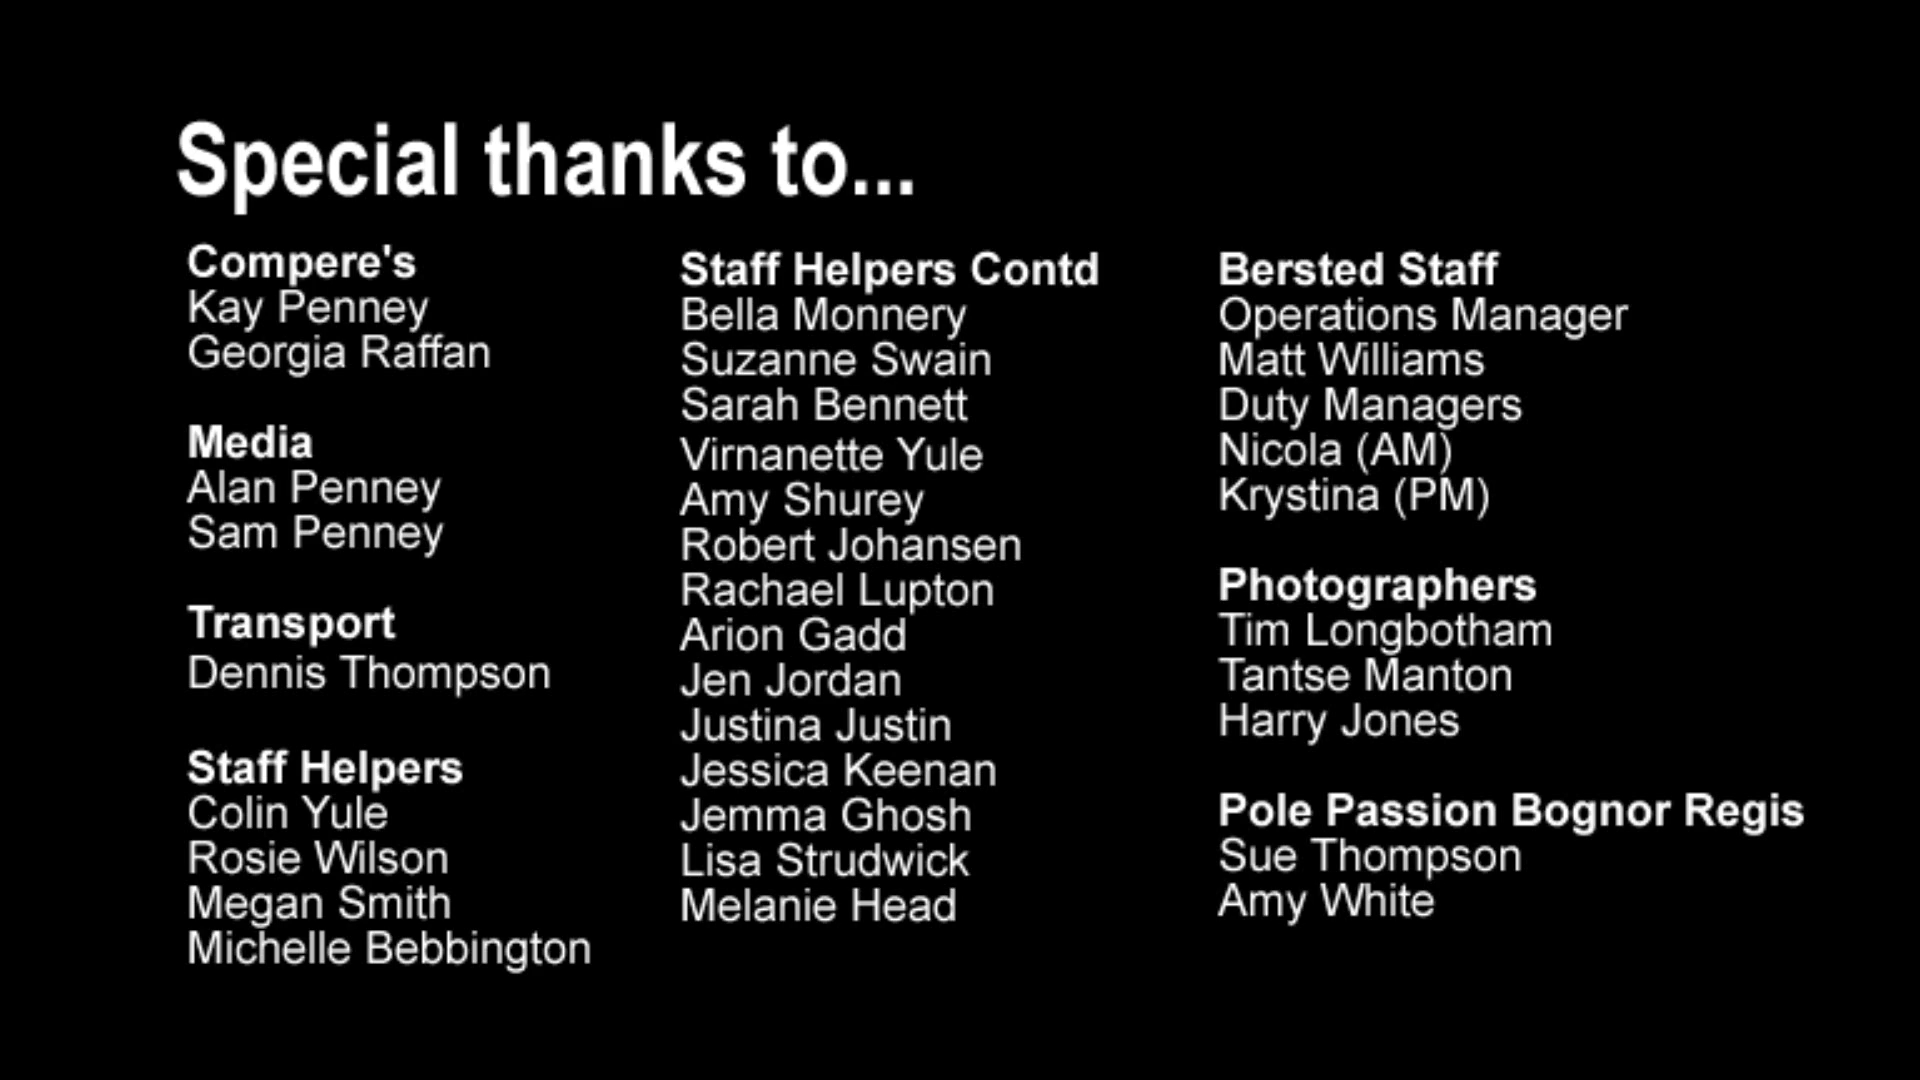 Special thanks to...
Compere's
Kay Penney
Georgia Raffan
Media
Alan Penney
Sam Penney
Transport
Dennis Thompson
Staff Helpers
Colin Yule
Rosie Wilson
Megan Smith
Michelle Bebbington
Staff Helpers Contd
Bella Monnery
Suzanne Swain
Sarah Bennett
Virnanette Yule
Amy Shurey
Robert Johansen
Rachael Lupton
Arion Gadd
Jen Jordan
Justina Justin
Jessica Keenan
Jemma Ghosh
Lisa Strudwick
Melanie Head
Bersted Staff
Operations Manager
Matt Williams
Duty Managers
Nicola (AM)
Krystina (PM)
Photographers
Tim Longbotham
Tantse Manton
Harry Jones
Pole Passion Bognor Regis
Sue Thompson
Amy White